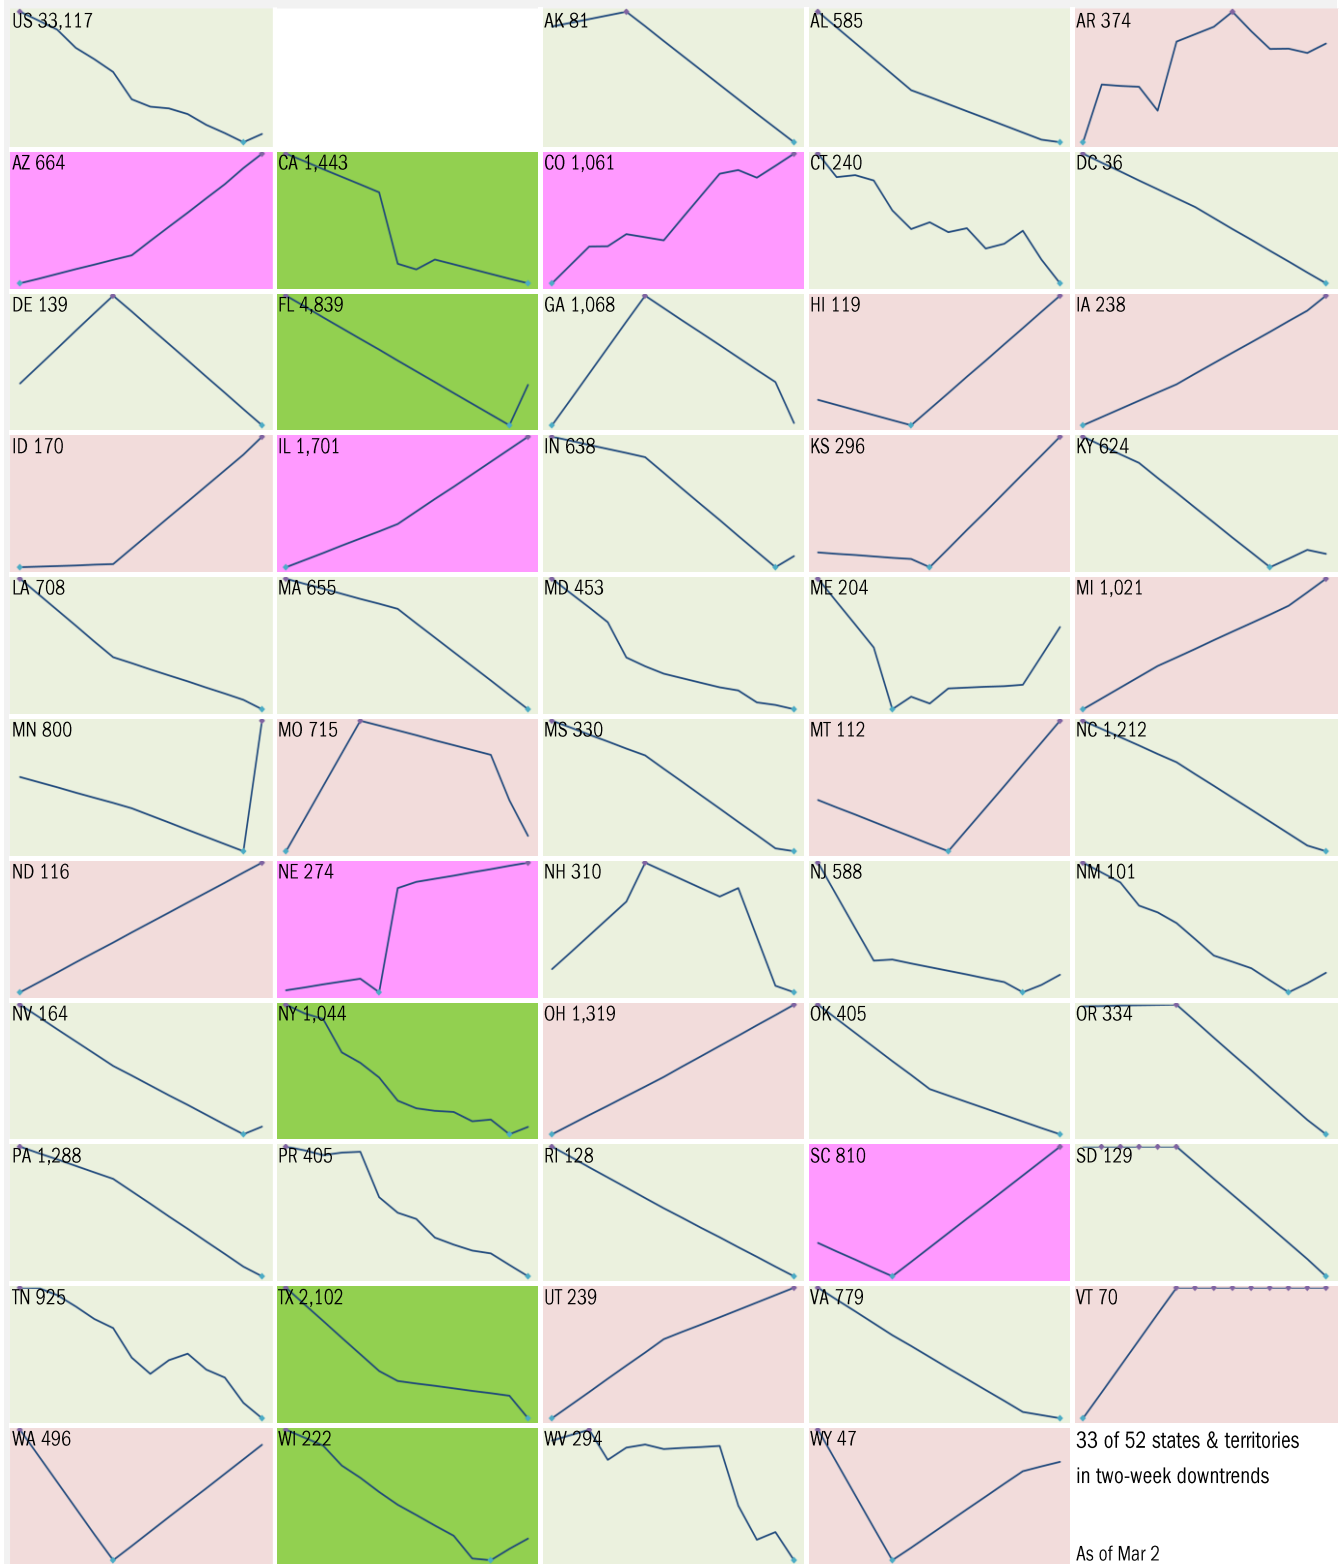 US 33,117
AK 81
AL 585
AR 374
AZ 664
CA 1,443
CO 1,061
CT 240
DC 36
DE 139
FL 4,839
GA 1,068
HI 119
IA 238
ID 170
IL 1,701
IN 638
KS 296
KY 624
LA 708
MA 655
MD 453
ME 204
MI 1,021
MN 800
MO 715
MS 330
MT 112
NC 1,212
ND 116
NE 274
NH 310
NJ 588
NM 101
NV 164
NY 1,044
OH 1,319
OK 405
OR 334
PA 1,288
PR 405
RI 128
SC 810
SD 129
TN 925
TX 2,102
UT 239
VA 779
VT 70
WA 496
WI 222
WV 294
WY 47
33 of 52 states & territories
in two-week downtrends
As of Mar 2